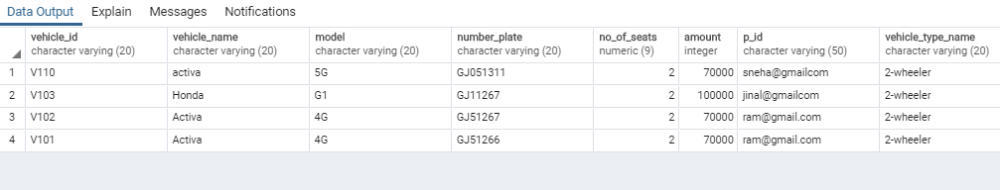 Data Output Explain Messages Notifications
vehicle_id vehicle_name model number_plate no_of_seats amount p_id vehicle_type_name
character varying (20) character varying (20) character varying (20) character varying (20) numeric (9) integer character varying (50) character varying (20)
1 V110 activa 5G GJ051311 2 70000 sneha@gmailcom 2-wheeler
2 V103 Honda G1 GJ11267 2 100000 jinal@gmailcom 2-wheeler
3 V102 Activa 4G GJ51267 2 70000 ram@gmail.com 2-wheeler
4 V101 Activa 4G GJ51266 2 70000 ram@gmail.com 2-wheeler